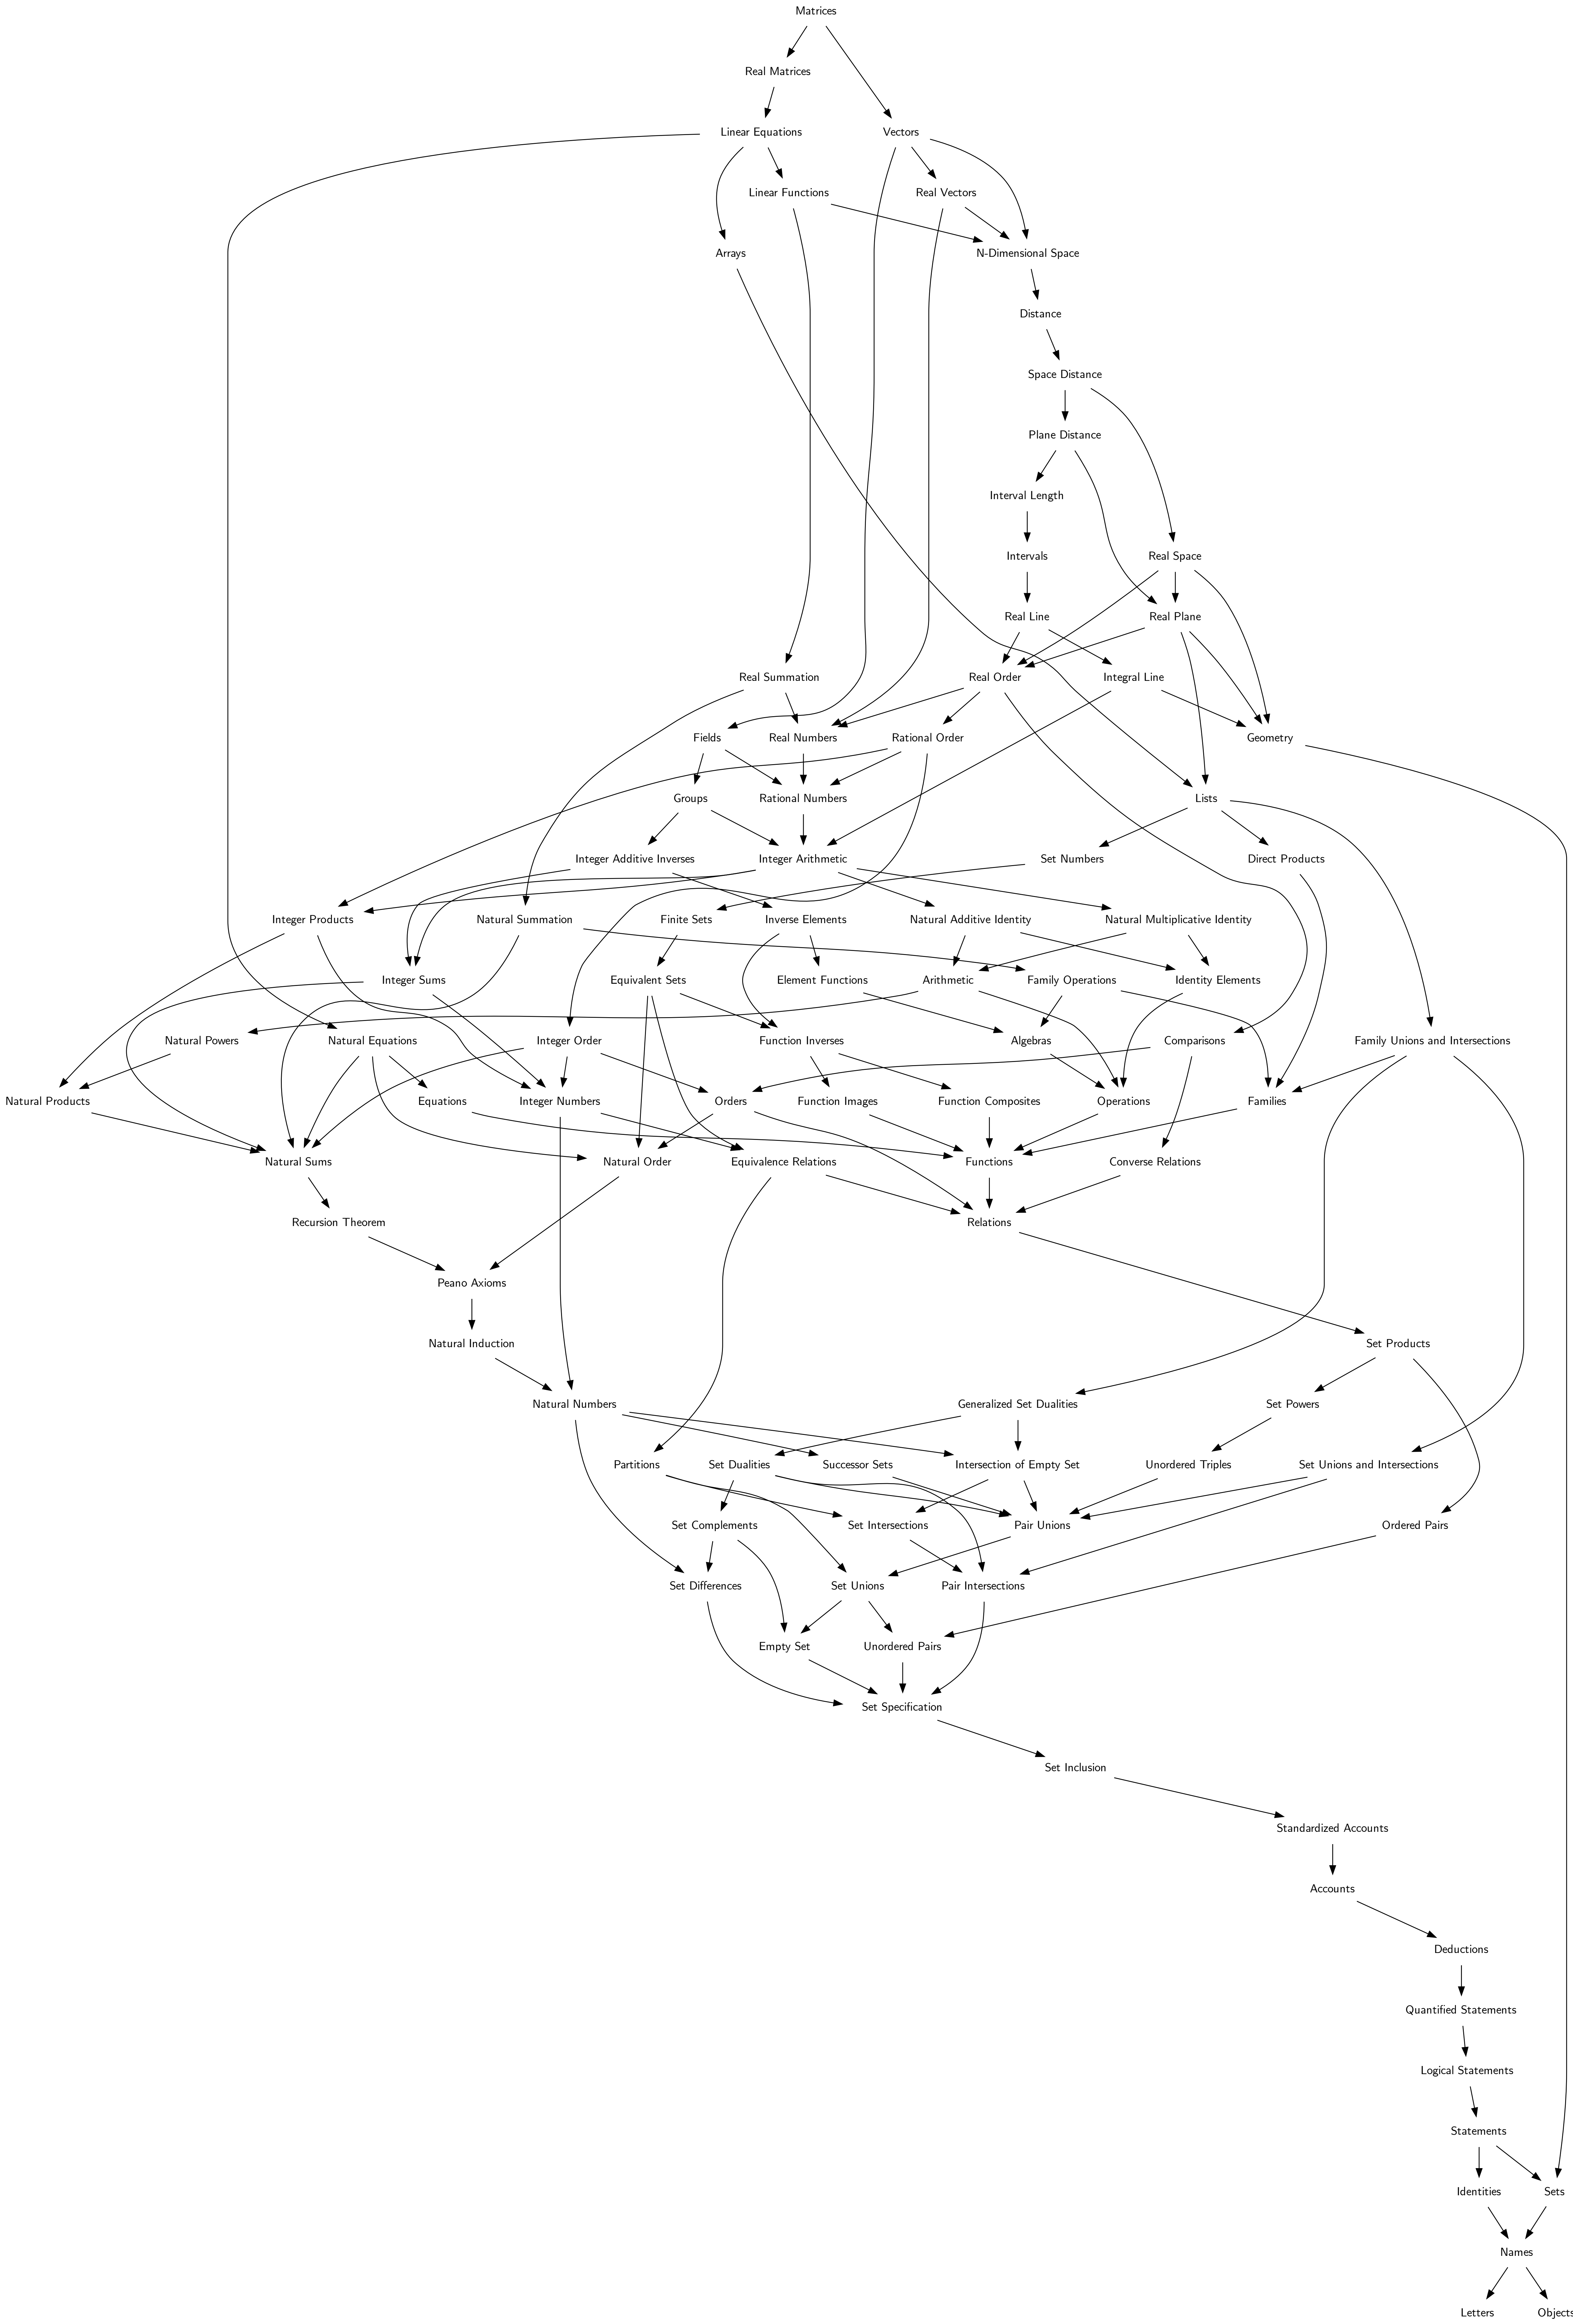 Matrices
Real Matrices
Linear Equations
Vectors
Linear Functions
Real Vectors
Arrays
N-Dimensional Space
Distance
Space Distance
Plane Distance
Interval Length
Intervals
Real Space
Real Line
Real Plane
Real Summation
Real Order
Integral Line
Fields
Real Numbers
Rational Order
Geometry
Groups
Rational Numbers
Lists
Integer Additive Inverses
Integer Arithmetic
Set Numbers
Direct Products
Integer Products
Natural Summation
Finite Sets
Inverse Elements
Natural Additive Identity
Natural Multiplicative Identity
Integer Sums
Equivalent Sets
Element Functions
Arithmetic
Family Operations
Identity Elements
Natural Powers
Natural Equations
Integer Order
Function Inverses
Algebras
Comparisons
Family Unions and Intersections
Natural Products
Equations
Integer Numbers
Orders
Function Images
Function Composites
Operations
Families
Natural Sums
Natural Order
Equivalence Relations
Functions
Converse Relations
Recursion Theorem
Relations
Peano Axioms
Natural Induction
Set Products
Natural Numbers
Generalized Set Dualities
Set Powers
Partitions
Set Dualities
Successor Sets
Intersection of Empty Set
Unordered Triples
Set Unions and Intersections
Set Complements
Set Intersections
Pair Unions
Ordered Pairs
Set Differences
Set Unions
Pair Intersections
Empty Set
Unordered Pairs
Set Specification
Set Inclusion
Standardized Accounts
Accounts
Deductions
Quantified Statements
Logical Statements
Statements
Identities
Sets
Names
Letters
Objects